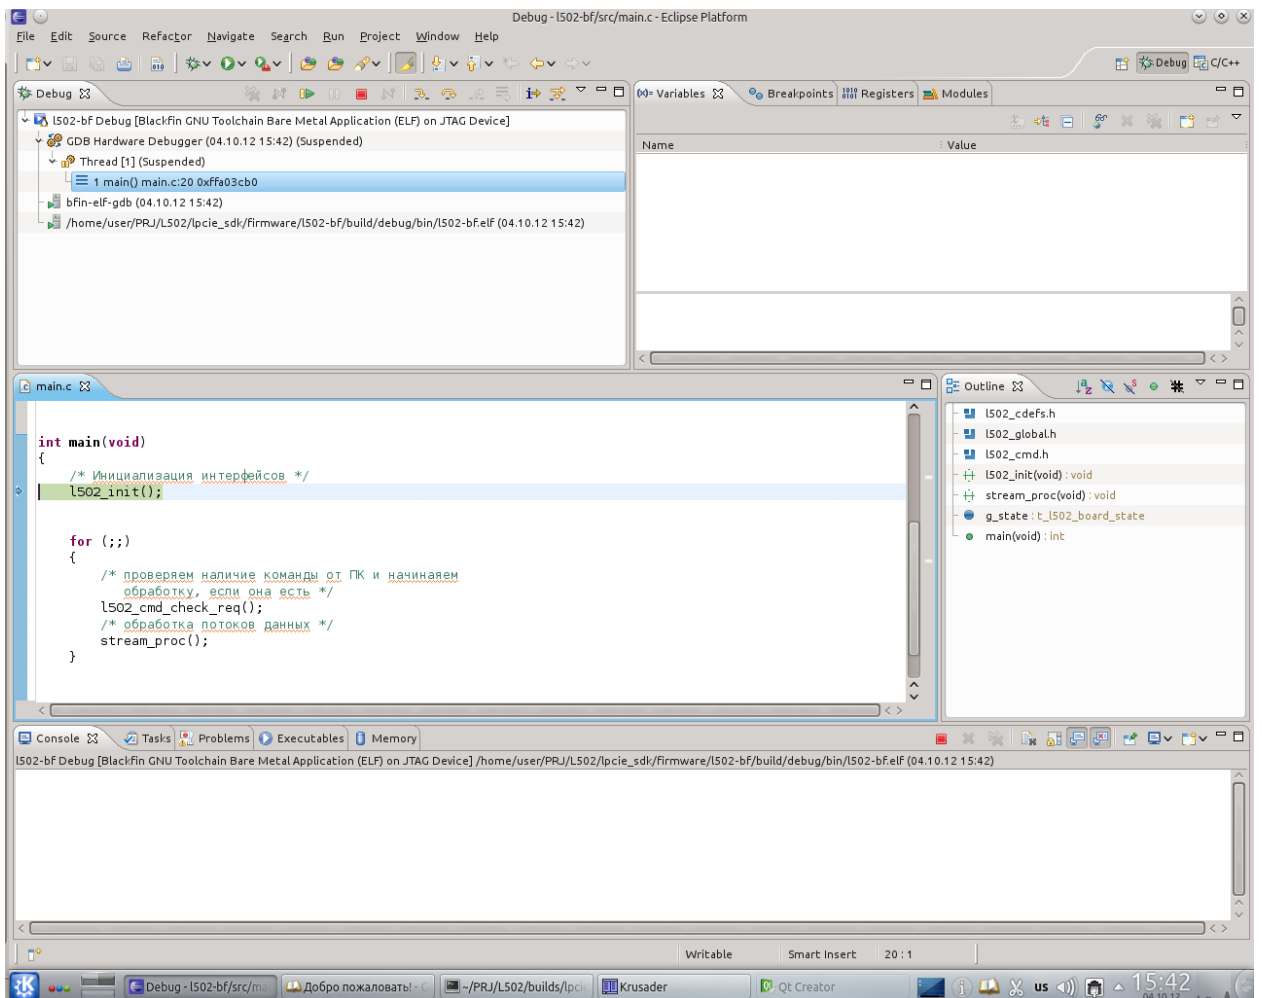 Debug - l502-bf/src/main.c - Eclipse Platform
File Edit Source Refactor Navigate Search Run Project Window Help
Debug C/C++
Debug
l502-bf Debug [Blackfin GNU Toolchain Bare Metal Application (ELF) on JTAG Device]
GDB Hardware Debugger (04.10.12 15:42) (Suspended)
Thread [1] (Suspended)
1 main() main.c:20 0xffa03cb0
bfin-elf-gdb (04.10.12 15:42)
/home/user/PRJ/L502/lpcie_sdk/firmware/l502-bf/build/debug/bin/l502-bf.elf (04.10.12 15:42)
(x)= Variables Breakpoints Registers Modules
Name Value
main.c
int main(void)
{
/* Инициализация интерфейсов */
l502_init();
for (;;)
{
/* проверяем наличие команды от ПК и начинаяем
обработку, если она есть */
l502_cmd_check_req();
/* обработка потоков данных */
stream_proc();
}
Outline
l502_cdefs.h
l502_global.h
l502_cmd.h
l502_init(void) : void
stream_proc(void) : void
g_state : t_l502_board_state
main(void) : int
Console Tasks Problems Executables Memory
l502-bf Debug [Blackfin GNU Toolchain Bare Metal Application (ELF) on JTAG Device] /home/user/PRJ/L502/lpcie_sdk/firmware/l502-bf/build/debug/bin/l502-bf.elf (04.10.12 15:42)
Writable Smart Insert 20 : 1
Debug - l502-bf/src/ma Добро пожаловать! - ~/PRJ/L502/builds/lpcie Krusader Qt Creator us 15:42
04.10.12